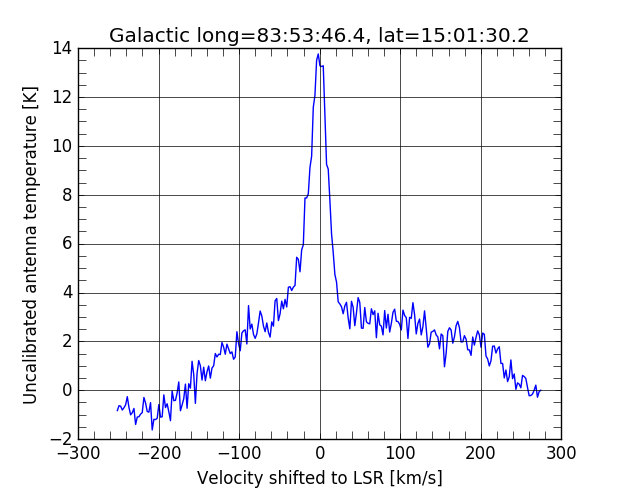 Galactic long=83:53:46.4, lat=15:01:30.2
14
12
10
8
6
4
2
0
−2
Uncalibrated antenna temperature [K]
−300 −200 −100 0 100 200 300
Velocity shifted to LSR [km/s]